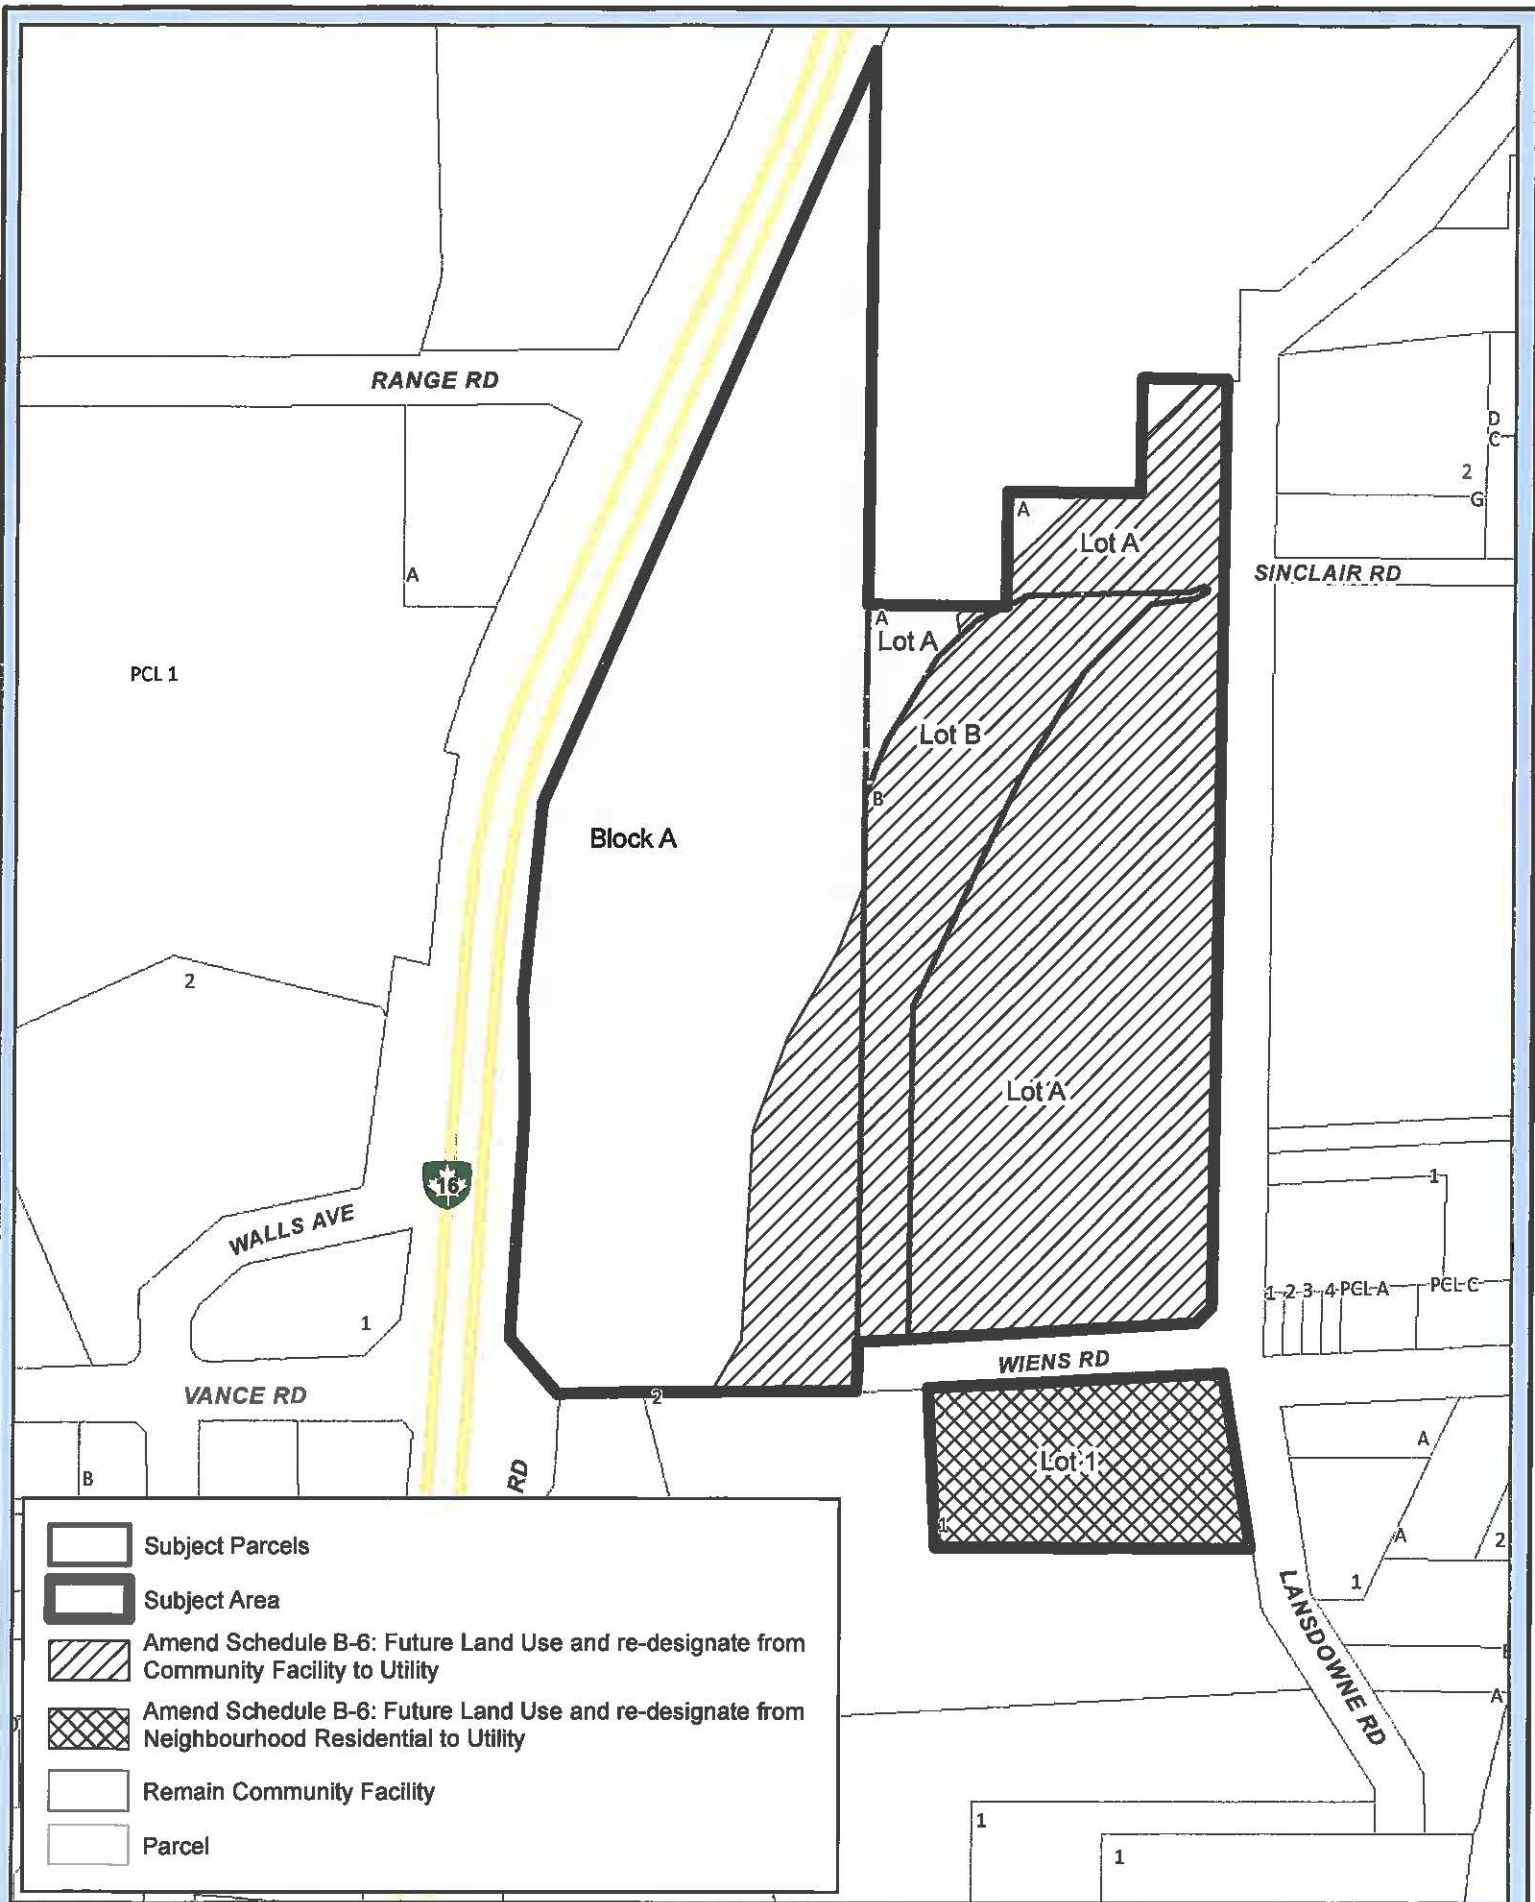 RANGE RD
D
C
2
G
A
Lot A
SINCLAIR RD
A
A
Lot A
PCL 1
Lot B
B
Block A
2
Lot A
16
1
WALLS AVE
1 2 3 4 PCL A PCL C
1
WIENS RD
VANCE RD
2
A
B
RD
Lot 1
1
A
2
1
LANSDOWNE RD
A
1
1
Subject Parcels
Subject Area
Amend Schedule B-6: Future Land Use and re-designate from
Community Facility to Utility
Amend Schedule B-6: Future Land Use and re-designate from
Neighbourhood Residential to Utility
Remain Community Facility
Parcel